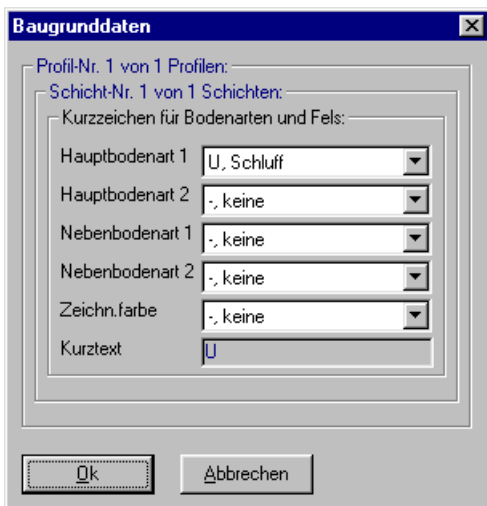 Baugrunddaten
Profil-Nr. 1 von 1 Profilen:
Schicht-Nr. 1 von 1 Schichten:
Kurzzeichen für Bodenarten und Fels:
Hauptbodenart 1 U, Schluff
Hauptbodenart 2 -, keine
Nebenbodenart 1 -, keine
Nebenbodenart 2 -, keine
Zeichn.farbe -, keine
Kurztext U
Ok Abbrechen